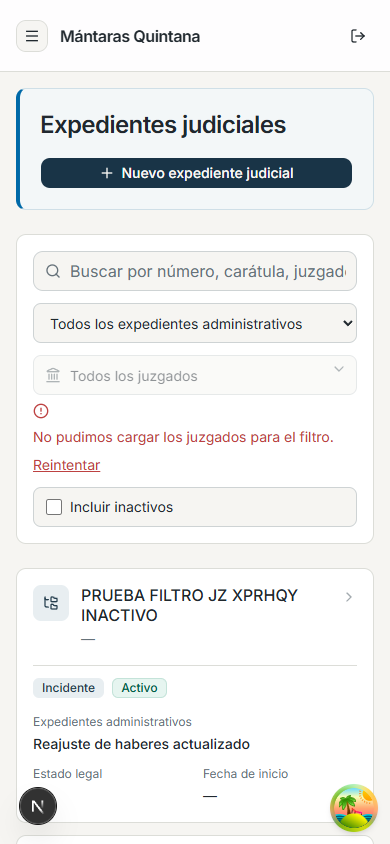 Mántaras Quintana
Expedientes judiciales
Nuevo expediente judicial
Buscar por número, carátula, juzgad
Todos los expedientes administrativos
Todos los juzgados
No pudimos cargar los juzgados para el filtro.
Reintentar
Incluir inactivos
PRUEBA FILTRO JZ XPRHQY
INACTIVO
—
Incidente Activo
Expedientes administrativos
Reajuste de haberes actualizado
Estado legal Fecha de inicio
—
N